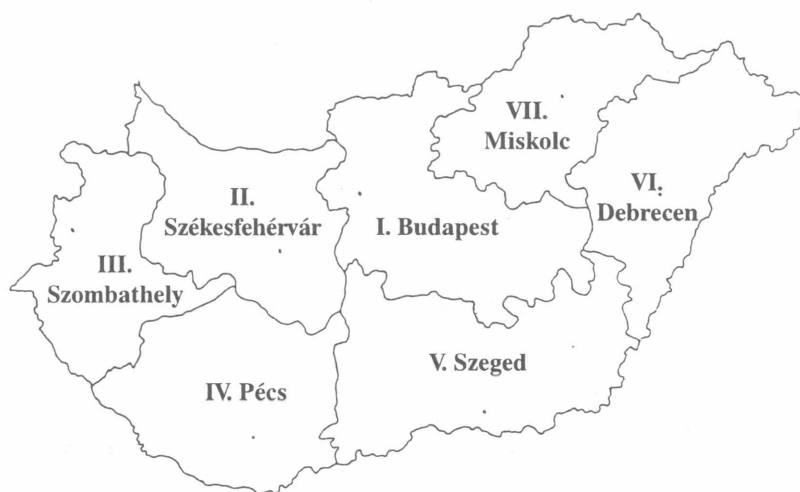 VII.
Miskolc
VI.
Debrecen
II.
Székesfehérvár
I. Budapest
III.
Szombathely
V. Szeged
IV. Pécs